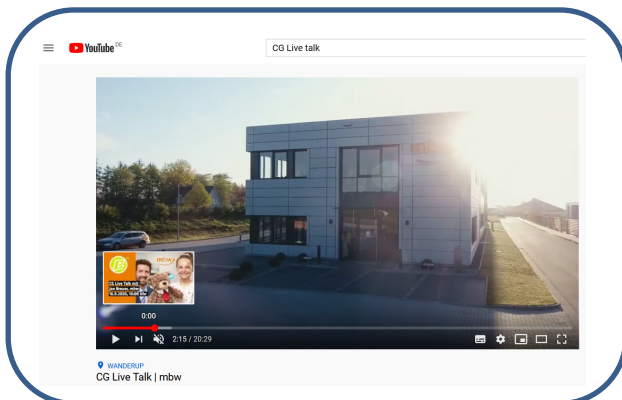 YouTube DE
CG Live talk
mbw
CG Live Talk mit
0:00
2:15 / 20:29
WANDERUP
CG Live Talk | mbw